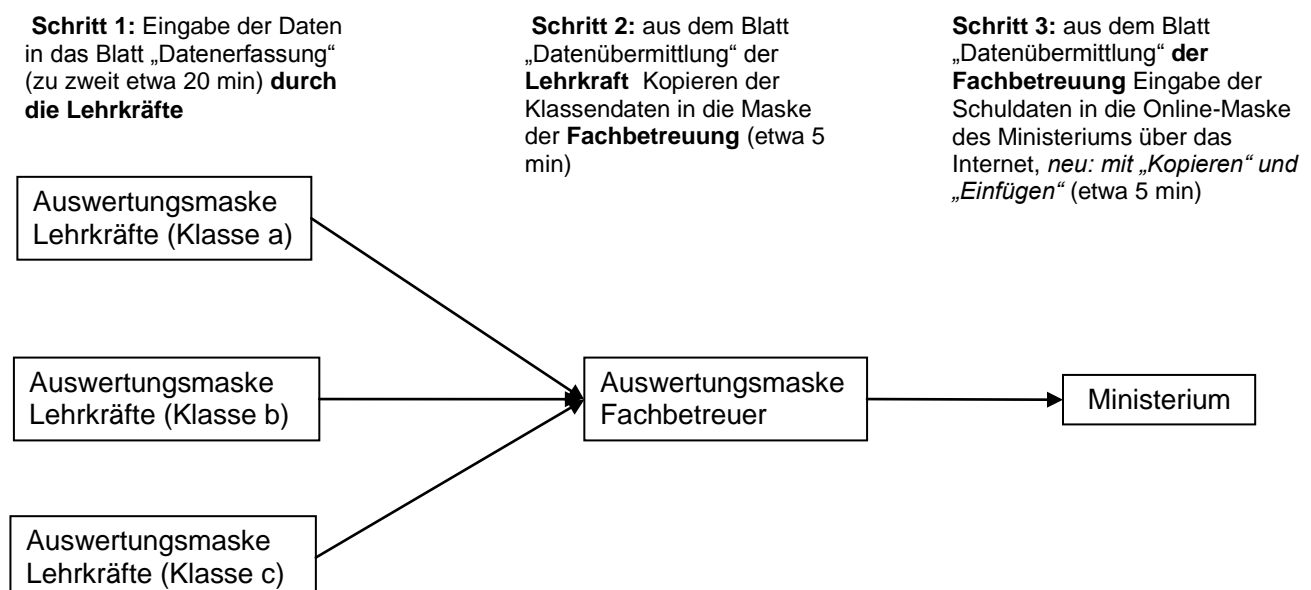 Schritt 1: Eingabe der Daten
in das Blatt „Datenerfassung“
(zu zweit etwa 20 min) durch
die Lehrkräfte
Schritt 2: aus dem Blatt
„Datenübermittlung“ der
Lehrkraft Kopieren der
Klassendaten in die Maske
der Fachbetreuung (etwa 5
min)
Schritt 3: aus dem Blatt
„Datenübermittlung“ der
Fachbetreuung Eingabe der
Schuldaten in die Online-Maske
des Ministeriums über das
Internet, neu: mit „Kopieren“ und
„Einfügen“ (etwa 5 min)
Auswertungsmaske
Lehrkräfte (Klasse a)
Auswertungsmaske
Lehrkräfte (Klasse b)
Auswertungsmaske
Fachbetreuer
Ministerium
Auswertungsmaske
Lehrkräfte (Klasse c)